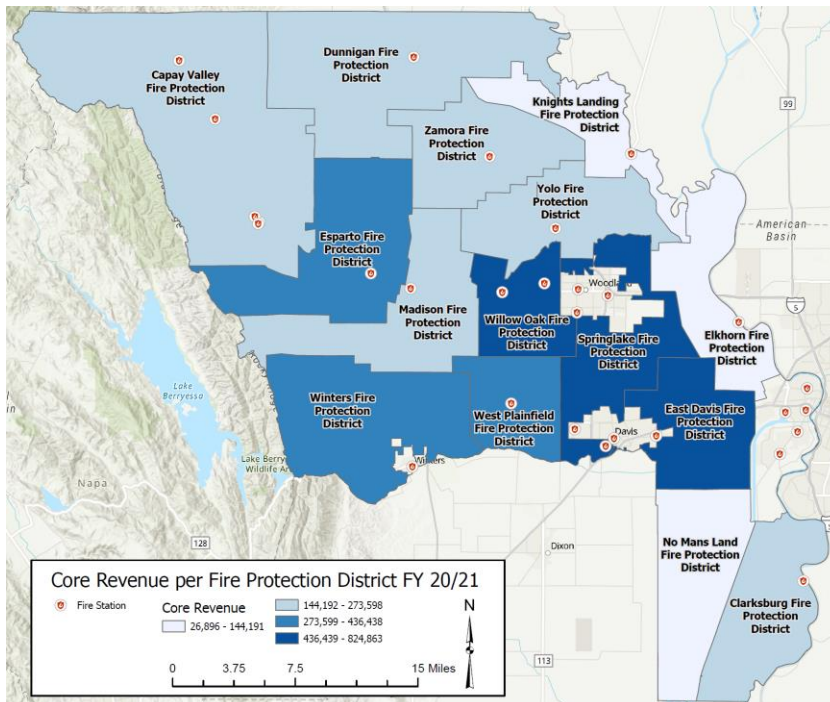 Capay Valley
Fire Protection
District
Dunnigan Fire
Protection
District
Knights Landing
Fire Protection
District
99
Zamora Fire
Protection
District
Yolo Fire
Protection
District
American
Basin
Esparto Fire
Protection
District
Woodland
5
Madison Fire
Protection
District
Willow Oak Fire
Protection
District
Springlake Fire
Protection
District
Elkhorn Fire
Protection
District
Lake
Berryessa
Winters Fire
Protection
District
West Plainfield
Fire Protection
District
East Davis Fire
Protection
District
Davis
Winters
Napa
128
Dixon
No Mans Land
Fire Protection
District
Clarksburg Fire
Protection
District
113
Core Revenue per Fire Protection District FY 20/21
Fire Station
Core Revenue
26,896 - 144,191
144,192 - 273,598
273,599 - 436,438
436,439 - 824,863
N
0 3.75 7.5 15 Miles